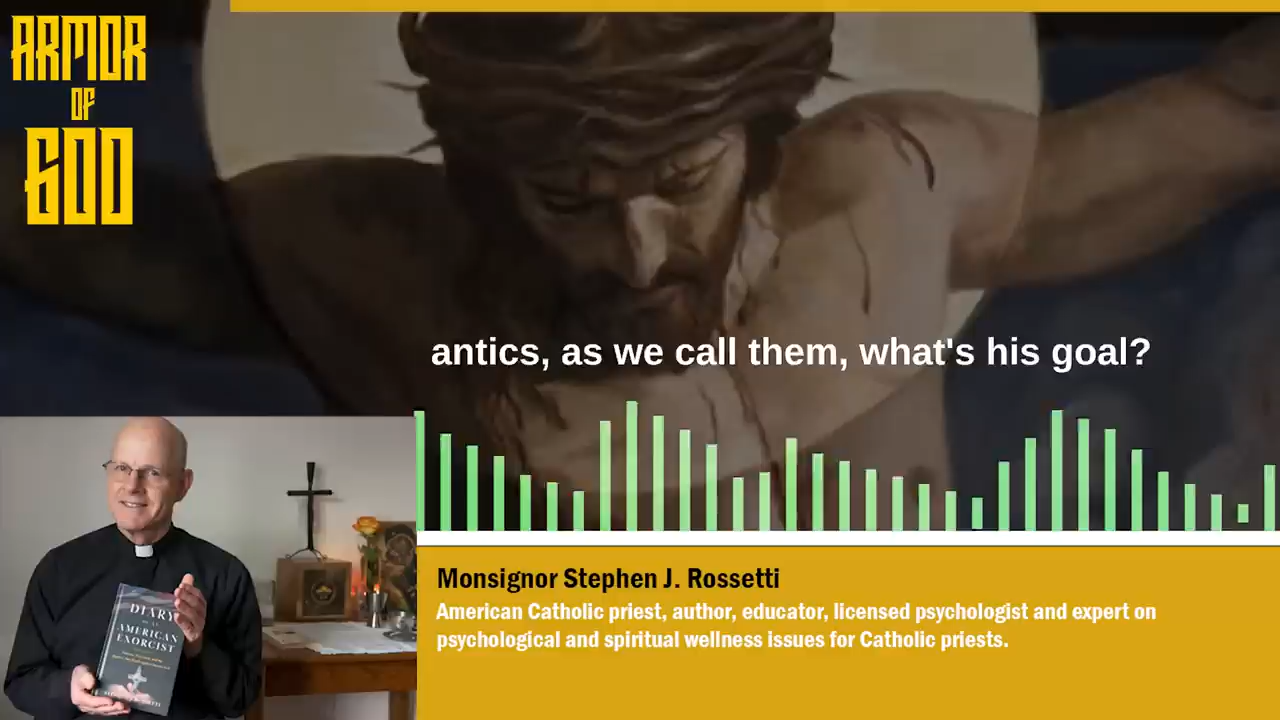 ARMOR
OF
GOD
antics, as we call them, what's his goal?
Monsignor Stephen J. Rossetti
American Catholic priest, author, educator, licensed psychologist and expert on
psychological and spiritual wellness issues for Catholic priests.
DIARY
AMERICAN
EXORCIST